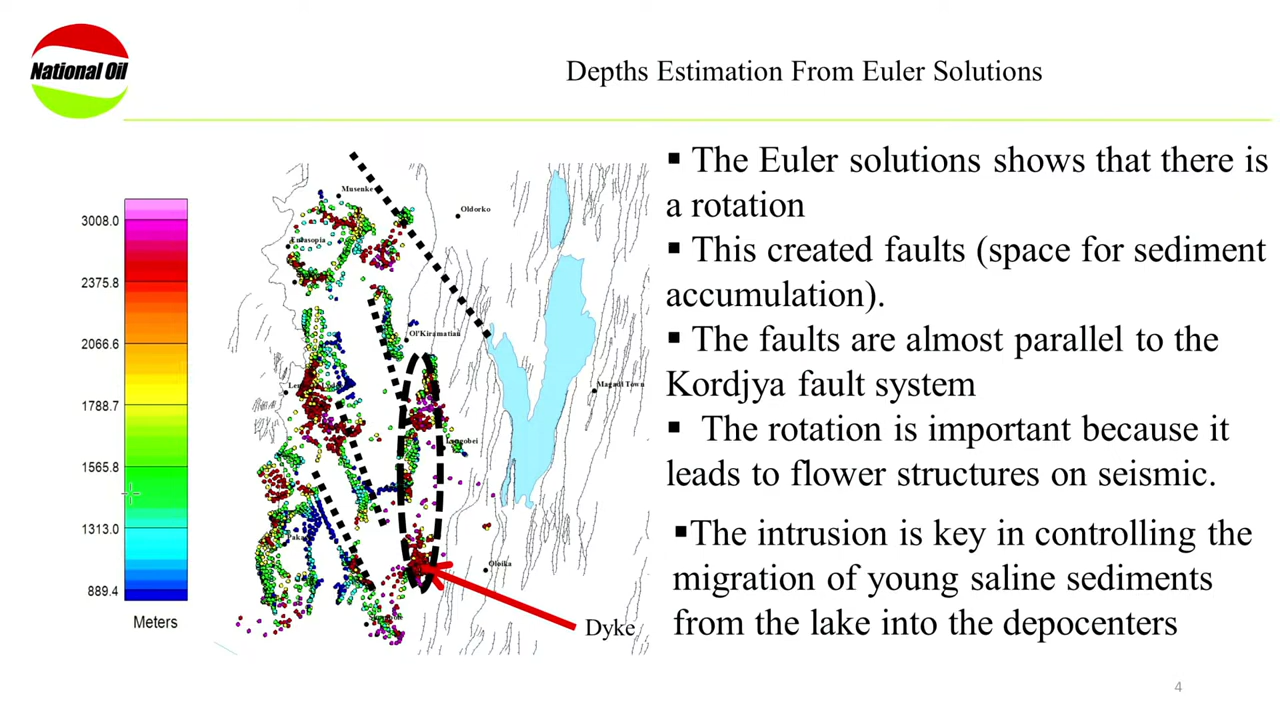 National Oil
Depths Estimation From Euler Solutions
3008.0
2375.8
2066.6
1788.7
1565.8
1313.0
889.4
Meters
Musenke
Oldorko
Entasopia
Ol'Kiramatian
Magadi Town
Oloika
Dyke
▪ The Euler solutions shows that there is
a rotation
▪ This created faults (space for sediment
accumulation).
▪ The faults are almost parallel to the
Kordjya fault system
▪ The rotation is important because it
leads to flower structures on seismic.
▪The intrusion is key in controlling the
migration of young saline sediments
from the lake into the depocenters
4